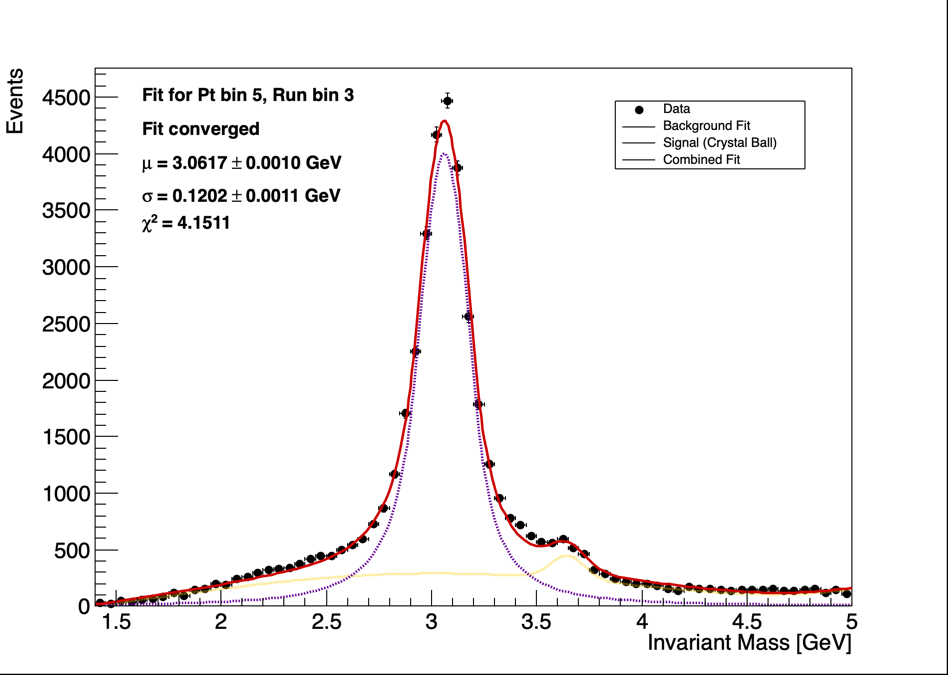 Events
4500
4000
3500
3000
2500
2000
1500
1000
500
0
Fit for Pt bin 5, Run bin 3
Fit converged
μ = 3.0617 ± 0.0010 GeV
σ = 0.1202 ± 0.0011 GeV
χ² = 4.1511
Data
Background Fit
Signal (Crystal Ball)
Combined Fit
1.5 2 2.5 3 3.5 4 4.5 5
Invariant Mass [GeV]